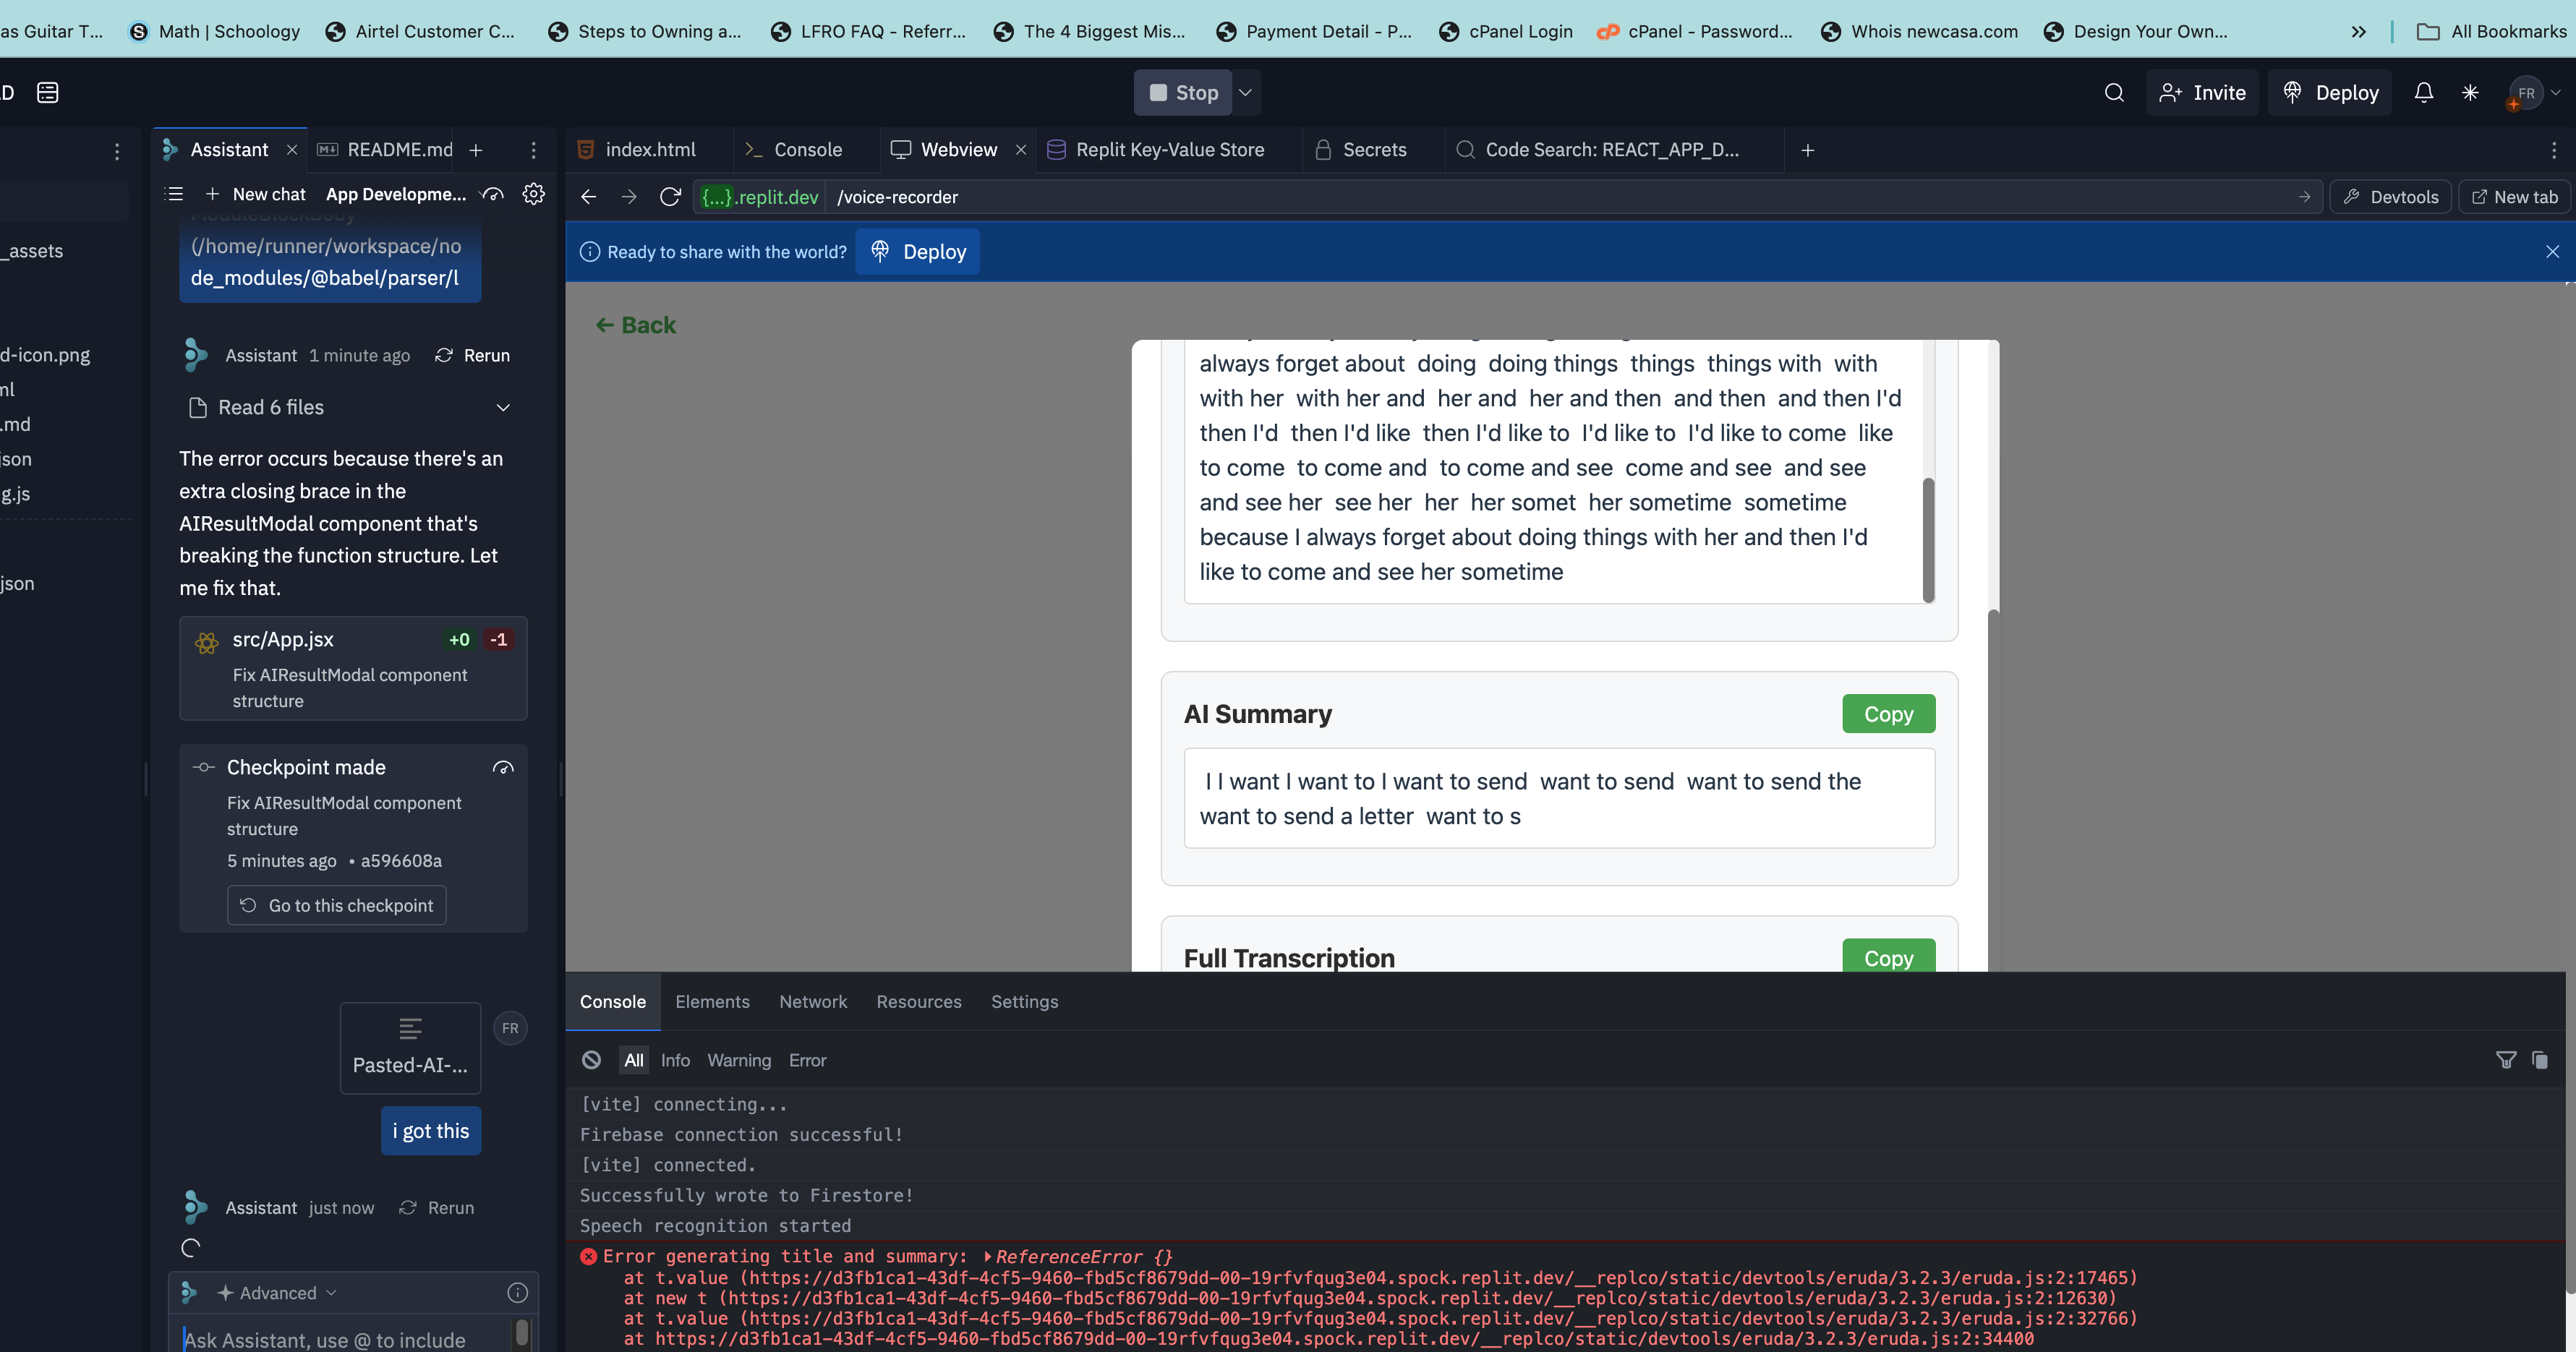 as Guitar T...
Math | Schoology
Airtel Customer C...
Steps to Owning a...
LFRO FAQ - Referr...
The 4 Biggest Mis...
Payment Detail - P...
cPanel Login
cPanel - Password...
Whois newcasa.com
Design Your Own...
All Bookmarks
D
Stop
Invite
Deploy
FR
Assistant
README.md
index.html
Console
Webview
Replit Key-Value Store
Secrets
Code Search: REACT_APP_D...
New chat
App Developme...
{...}.replit.dev
/voice-recorder
Devtools
New tab
Ready to share with the world?
Deploy
_assets
d-icon.png
ml
.md
json
g.js
json
ModuleBlockBody
(/home/runner/workspace/no
de_modules/@babel/parser/l
Assistant 1 minute ago
Rerun
Read 6 files
The error occurs because there's an
extra closing brace in the
AIResultModal component that's
breaking the function structure. Let
me fix that.
src/App.jsx +0 -1
Fix AIResultModal component
structure
Checkpoint made
Fix AIResultModal component
structure
5 minutes ago • a596608a
Go to this checkpoint
Pasted-AI-...
FR
i got this
Assistant just now
Rerun
Advanced
Ask Assistant, use @ to include
← Back
always forget about doing doing things things things with with
with her with her and her and her and then and then and then I'd
then I'd then I'd like then I'd like to I'd like to I'd like to come like
to come to come and to come and see come and see and see
and see her see her her her somet her sometime sometime
because I always forget about doing things with her and then I'd
like to come and see her sometime
AI Summary
Copy
I I want I want to I want to send want to send want to send the
want to send a letter want to s
Full Transcription
Copy
Console
Elements
Network
Resources
Settings
All
Info
Warning
Error
[vite] connecting...
Firebase connection successful!
[vite] connected.
Successfully wrote to Firestore!
Speech recognition started
Error generating title and summary: ReferenceError {}
at t.value (https://d3fb1ca1-43df-4cf5-9460-fbd5cf8679dd-00-19rfvfqug3e04.spock.replit.dev/__replco/static/devtools/eruda/3.2.3/eruda.js:2:17465)
at new t (https://d3fb1ca1-43df-4cf5-9460-fbd5cf8679dd-00-19rfvfqug3e04.spock.replit.dev/__replco/static/devtools/eruda/3.2.3/eruda.js:2:12630)
at t.value (https://d3fb1ca1-43df-4cf5-9460-fbd5cf8679dd-00-19rfvfqug3e04.spock.replit.dev/__replco/static/devtools/eruda/3.2.3/eruda.js:2:32766)
at https://d3fb1ca1-43df-4cf5-9460-fbd5cf8679dd-00-19rfvfqug3e04.spock.replit.dev/__replco/static/devtools/eruda/3.2.3/eruda.js:2:34400